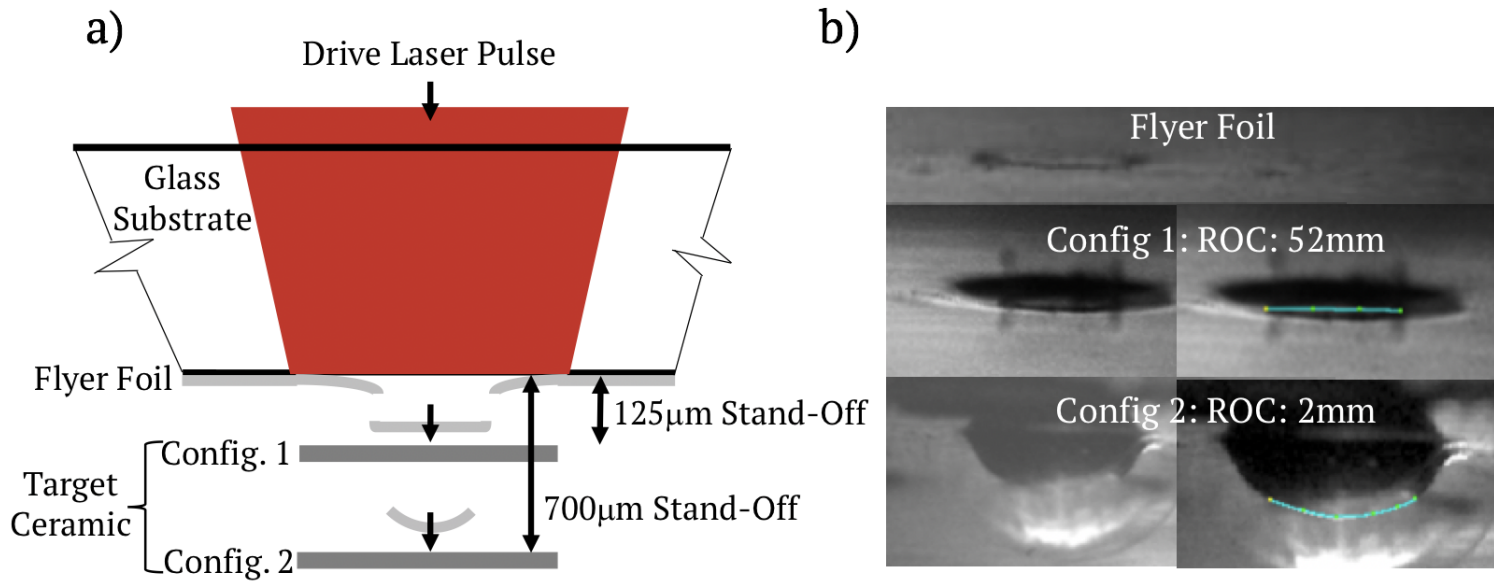 a)
Drive Laser Pulse
Glass
Substrate
Flyer Foil
125μm Stand-Off
Config. 1
Target
Ceramic
700μm Stand-Off
Config. 2
b)
Flyer Foil
Config 1: ROC: 52mm
Config 2: ROC: 2mm